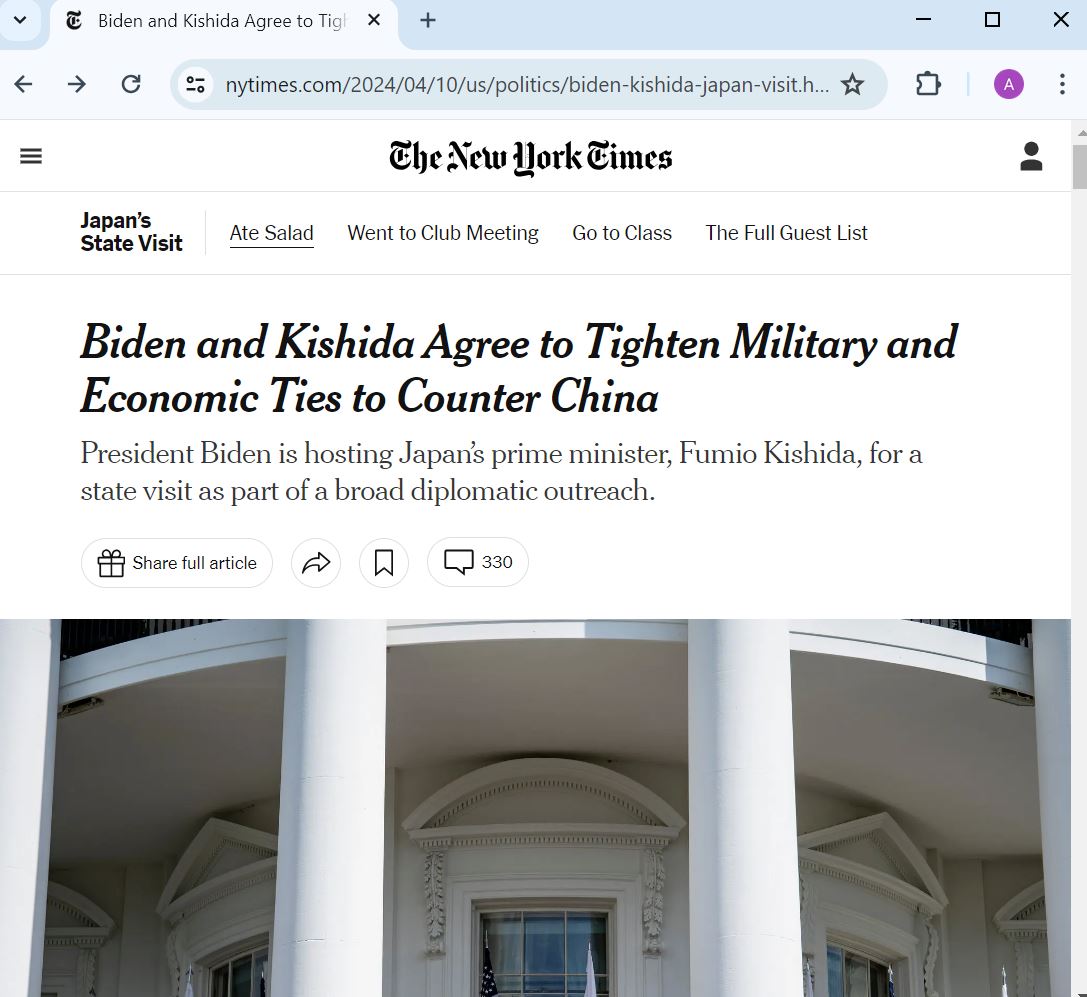 Biden and Kishida Agree to Tigh
nytimes.com/2024/04/10/us/politics/biden-kishida-japan-visit.h...
A
The New York Times
Japan’s
State Visit
Ate Salad
Went to Club Meeting
Go to Class
The Full Guest List
Biden and Kishida Agree to Tighten Military and
Economic Ties to Counter China
President Biden is hosting Japan’s prime minister, Fumio Kishida, for a
state visit as part of a broad diplomatic outreach.
Share full article
330